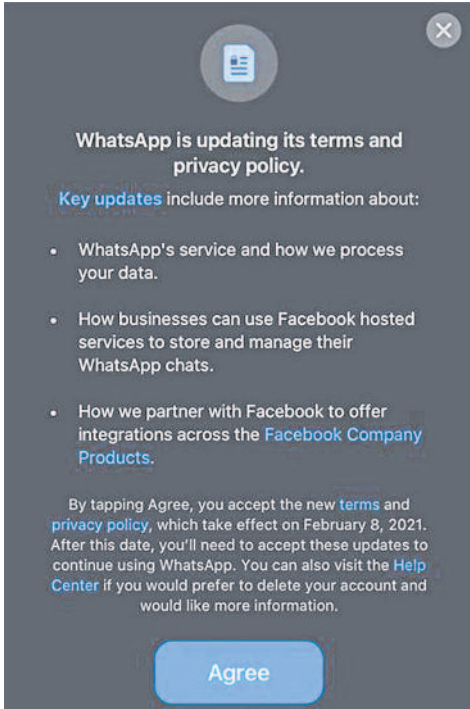 WhatsApp is updating its terms and
privacy policy.
Key updates include more information about:
• WhatsApp's service and how we process
your data.
• How businesses can use Facebook hosted
services to store and manage their
WhatsApp chats.
• How we partner with Facebook to offer
integrations across the Facebook Company
Products.
By tapping Agree, you accept the new terms and
privacy policy, which take effect on February 8, 2021.
After this date, you'll need to accept these updates to
continue using WhatsApp. You can also visit the Help
Center if you would prefer to delete your account and
would like more information.
Agree